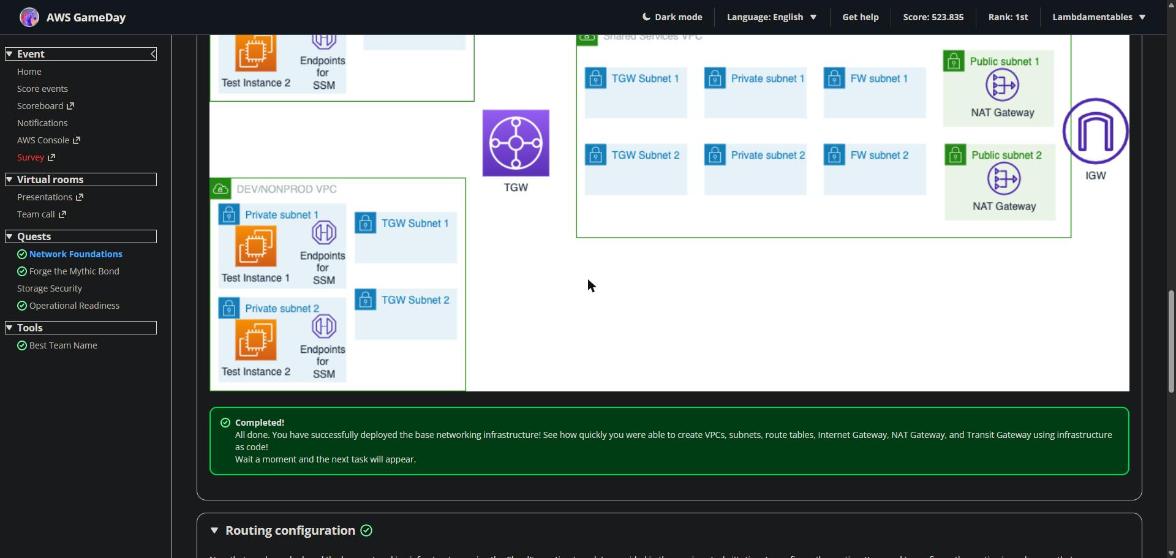 AWS GameDay
Dark mode
Language: English
Get help
Score: 523.835
Rank: 1st
Lambdamentables
Event
Home
Score events
Scoreboard
Notifications
AWS Console
Survey
Virtual rooms
Presentations
Team call
Quests
Network Foundations
Forge the Mythic Bond
Storage Security
Operational Readiness
Tools
Best Team Name
Test Instance 2
Endpoints
for
SSM
TGW
Shared Services VPC
TGW Subnet 1
Private subnet 1
FW subnet 1
Public subnet 1
NAT Gateway
TGW Subnet 2
Private subnet 2
FW subnet 2
Public subnet 2
NAT Gateway
IGW
DEV/NONPROD VPC
Private subnet 1
Test Instance 1
Endpoints
for
SSM
TGW Subnet 1
Private subnet 2
Test Instance 2
Endpoints
for
SSM
TGW Subnet 2
Completed!
All done. You have successfully deployed the base networking infrastructure! See how quickly you were able to create VPCs, subnets, route tables, Internet Gateway, NAT Gateway, and Transit Gateway using infrastructure
as code!
Wait a moment and the next task will appear.
Routing configuration